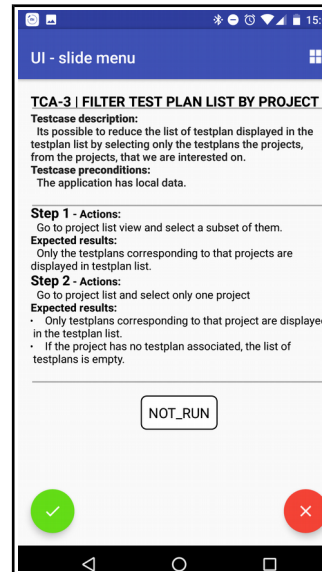 15:
UI - slide menu
TCA-3 | FILTER TEST PLAN LIST BY PROJECT
Testcase description:
Its possible to reduce the list of testplan displayed in the
testplan list by selecting only the testplans the projects,
from the projects, that we are interested on.
Testcase preconditions:
The application has local data.
Step 1 - Actions:
Go to project list view and select a subset of them.
Expected results:
Only the testplans corresponding to that projects are
displayed in testplan list.
Step 2 - Actions:
Go to project list and select only one project
Expected results:
· Only testplans corresponding to that project are displaye
in the testplan list.
· If the project has no testplan associated, the list of
testplans is empty.
NOT_RUN